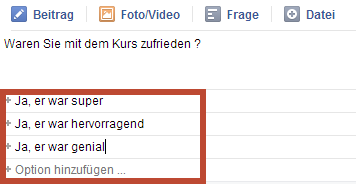 Beitrag Foto/Video Frage Datei
Waren Sie mit dem Kurs zufrieden ?
+ Ja, er war super
+ Ja, er war hervorragend
+ Ja, er war genial
+ Option hinzufügen ...